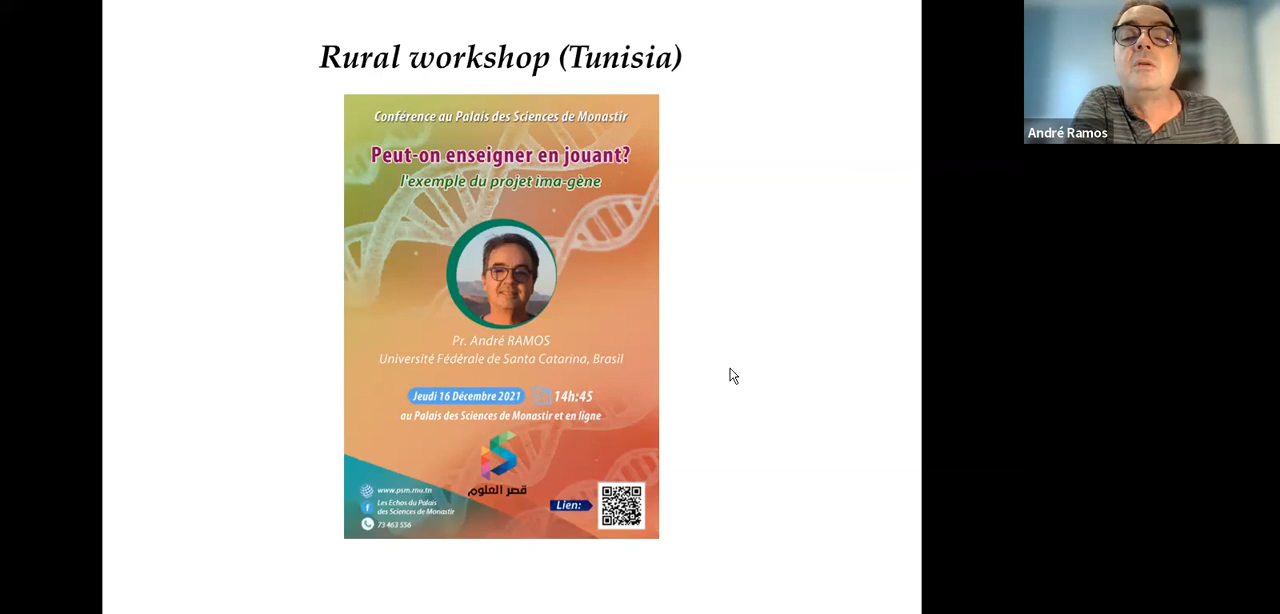 Rural workshop (Tunisia)
Conférence au Palais des Sciences de Monastir
Peut-on enseigner en jouant?
l'exemple du projet ima-gène
Pr. André RAMOS
Université Fédérale de Santa Catarina, Brasil
Jeudi 16 Décembre 2021 14h:45
au Palais des Sciences de Monastir et en ligne
قصر العلوم
www.psm.rnu.tn
Les Echos du Palais
des Sciences de Monastir
73 463 556
Lien:
André Ramos